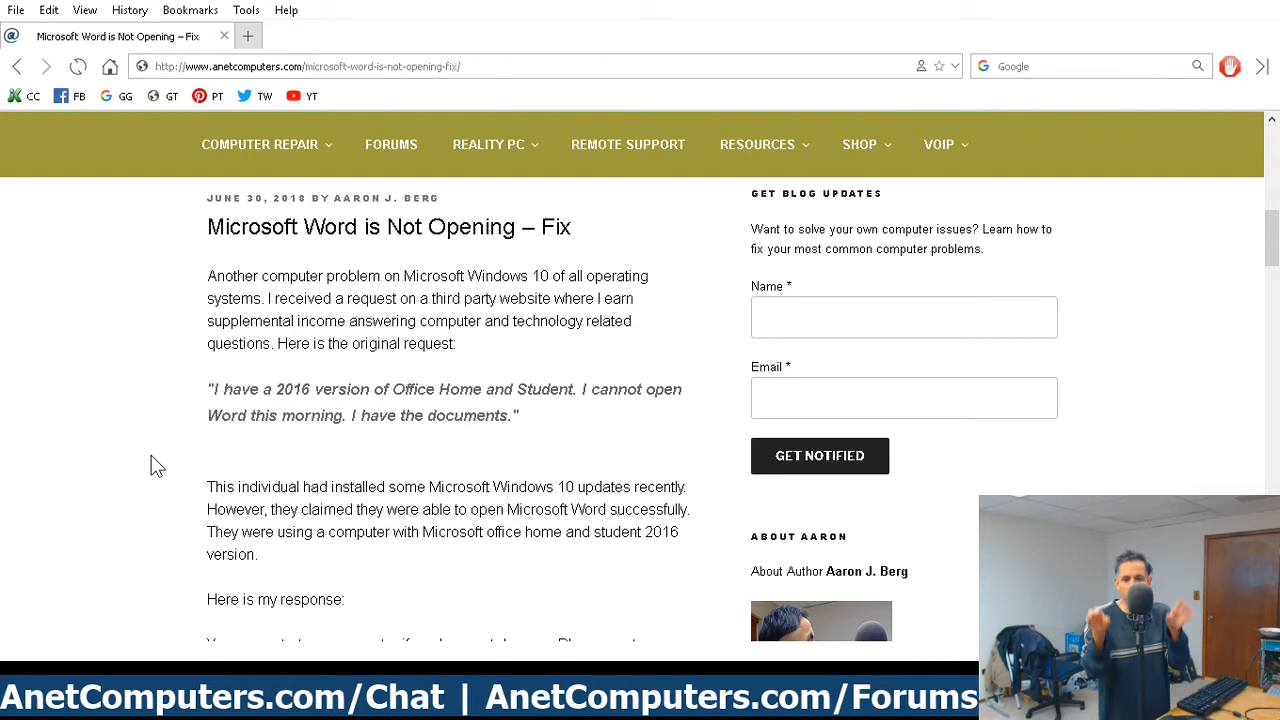 File Edit View History Bookmarks Tools Help
@ Microsoft Word is Not Opening – Fix
http://www.anetcomputers.com/microsoft-word-is-not-opening-fix/ Google
CC FB GG GT PT TW YT
COMPUTER REPAIR FORUMS REALITY PC REMOTE SUPPORT RESOURCES SHOP VOIP
JUNE 30, 2018 BY AARON J. BERG
Microsoft Word is Not Opening – Fix
Another computer problem on Microsoft Windows 10 of all operating
systems. I received a request on a third party website where I earn
supplemental income answering computer and technology related
questions. Here is the original request:
"I have a 2016 version of Office Home and Student. I cannot open
Word this morning. I have the documents."
This individual had installed some Microsoft Windows 10 updates recently.
However, they claimed they were able to open Microsoft Word successfully.
They were using a computer with Microsoft office home and student 2016
version.
Here is my response:
GET BLOG UPDATES
Want to solve your own computer issues? Learn how to
fix your most common computer problems.
Name *
Email *
GET NOTIFIED
ABOUT AARON
About Author Aaron J. Berg
AnetComputers.com/Chat | AnetComputers.com/Forums